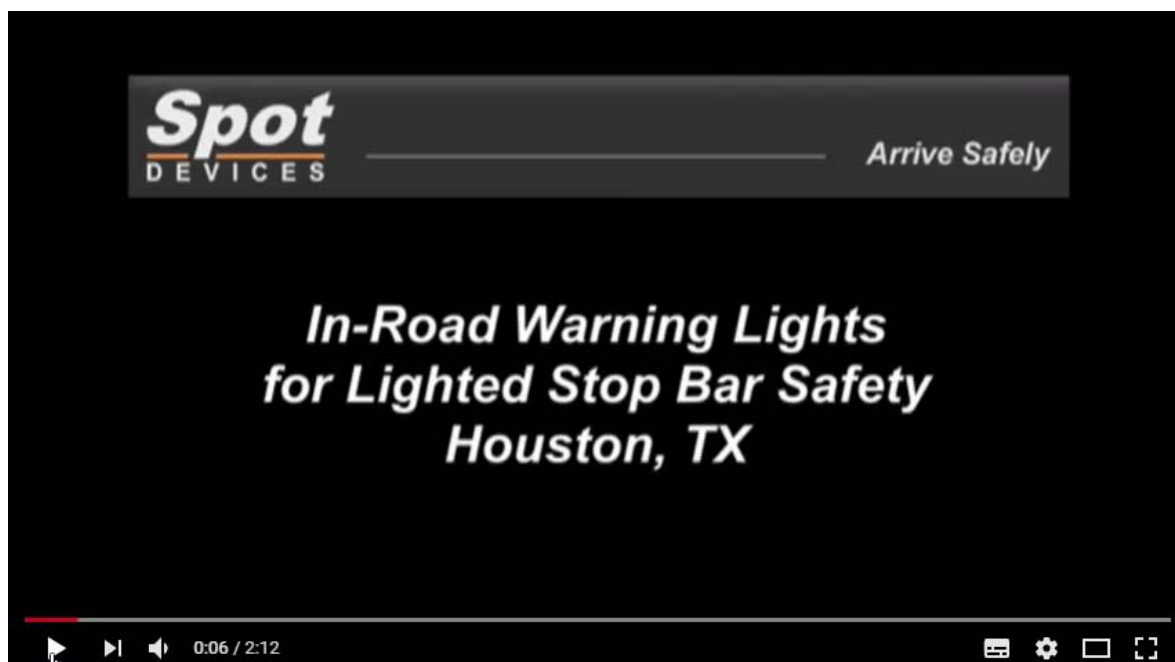 Spot
DEVICES
Arrive Safely
In-Road Warning Lights
for Lighted Stop Bar Safety
Houston, TX
0:06 / 2:12